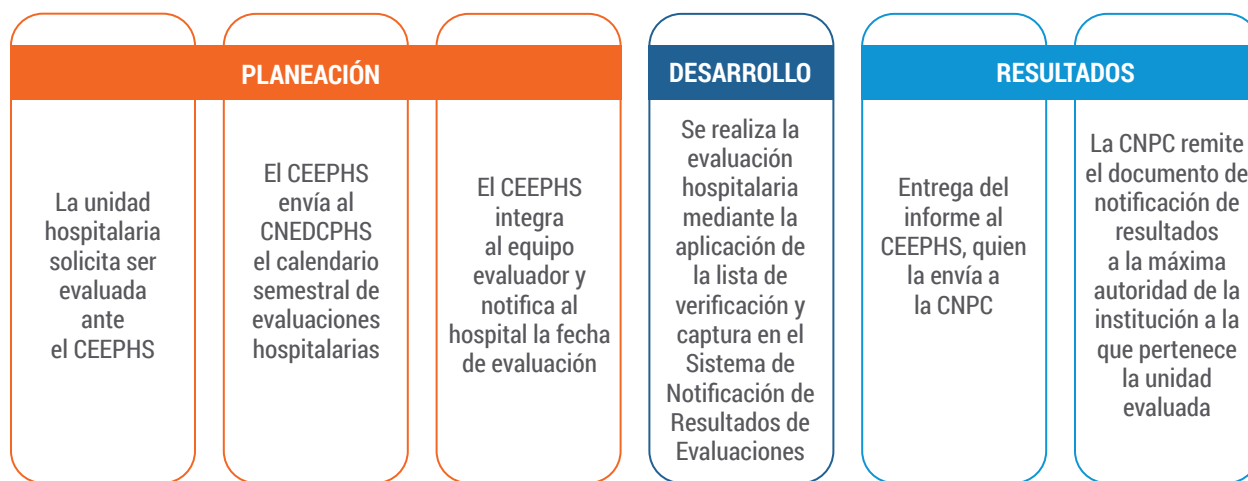 PLANEACIÓN
La unidad
hospitalaria
solicita ser
evaluada
ante
el CEEPHS
El CEEPHS
envía al
CNEDCPHS
el calendario
semestral de
evaluaciones
hospitalarias
El CEEPHS
integra
al equipo
evaluador y
notifica al
hospital la fecha
de evaluación
DESARROLLO
Se realiza la
evaluación
hospitalaria
mediante la
aplicación de
la lista de
verificación y
captura en el
Sistema de
Notificación de
Resultados de
Evaluaciones
RESULTADOS
Entrega del
informe al
CEEPHS, quien
la envía a
la CNPC
La CNPC remite
el documento de
notificación de
resultados
a la máxima
autoridad de la
institución a la
que pertenece
la unidad
evaluada